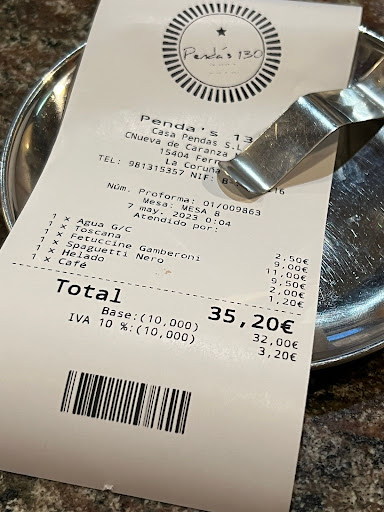 Penda's 130
Penda's 13
Casa Pendas S.L
CNueva de Caranza
15404 Ferr
La Coruña
TEL: 981315357 NIF: B-
16
Núm. Proforma: 01/009863
Mesa: MESA 8
7 may. 2023 0:04
Atendido por:
1 x Agua G/C 2,50€
1 x Toscana 9,00€
1 x Fetuccine Gamberoni 11,00€
1 x Spaguetti Nero 9,50€
1 x Helado 2,00€
1 x Café 1,20€
Total 35,20€
Base:(10,000) 32,00€
IVA 10 %:(10,000) 3,20€